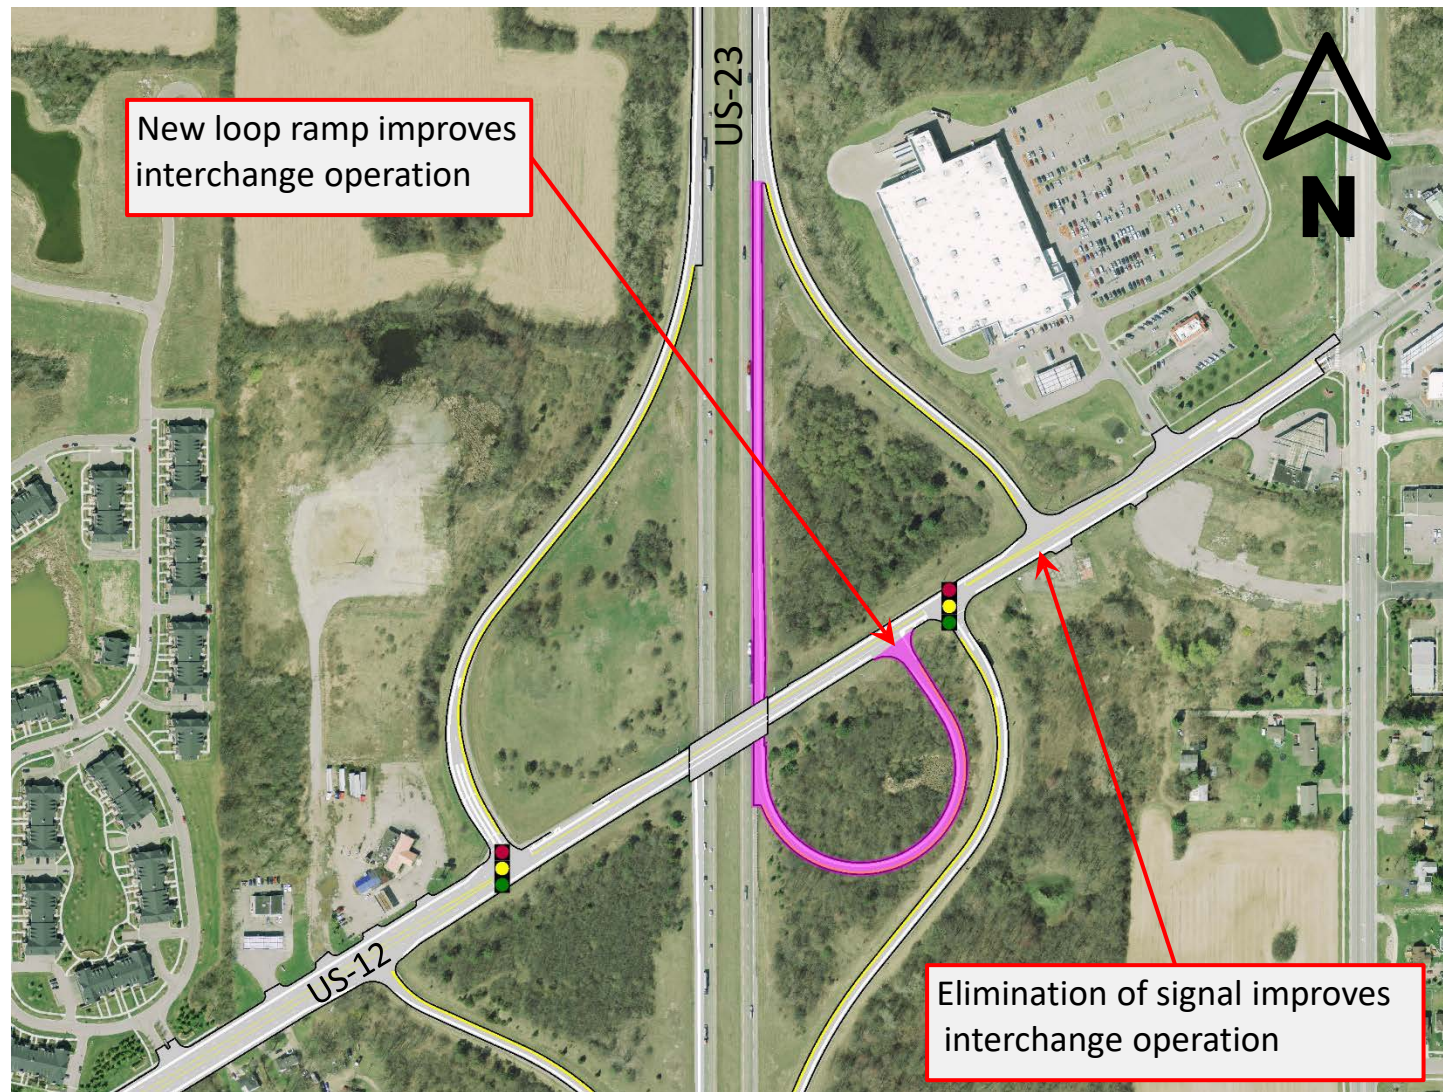 US-23
New loop ramp improves
interchange operation
N
US-12
Elimination of signal improves
interchange operation